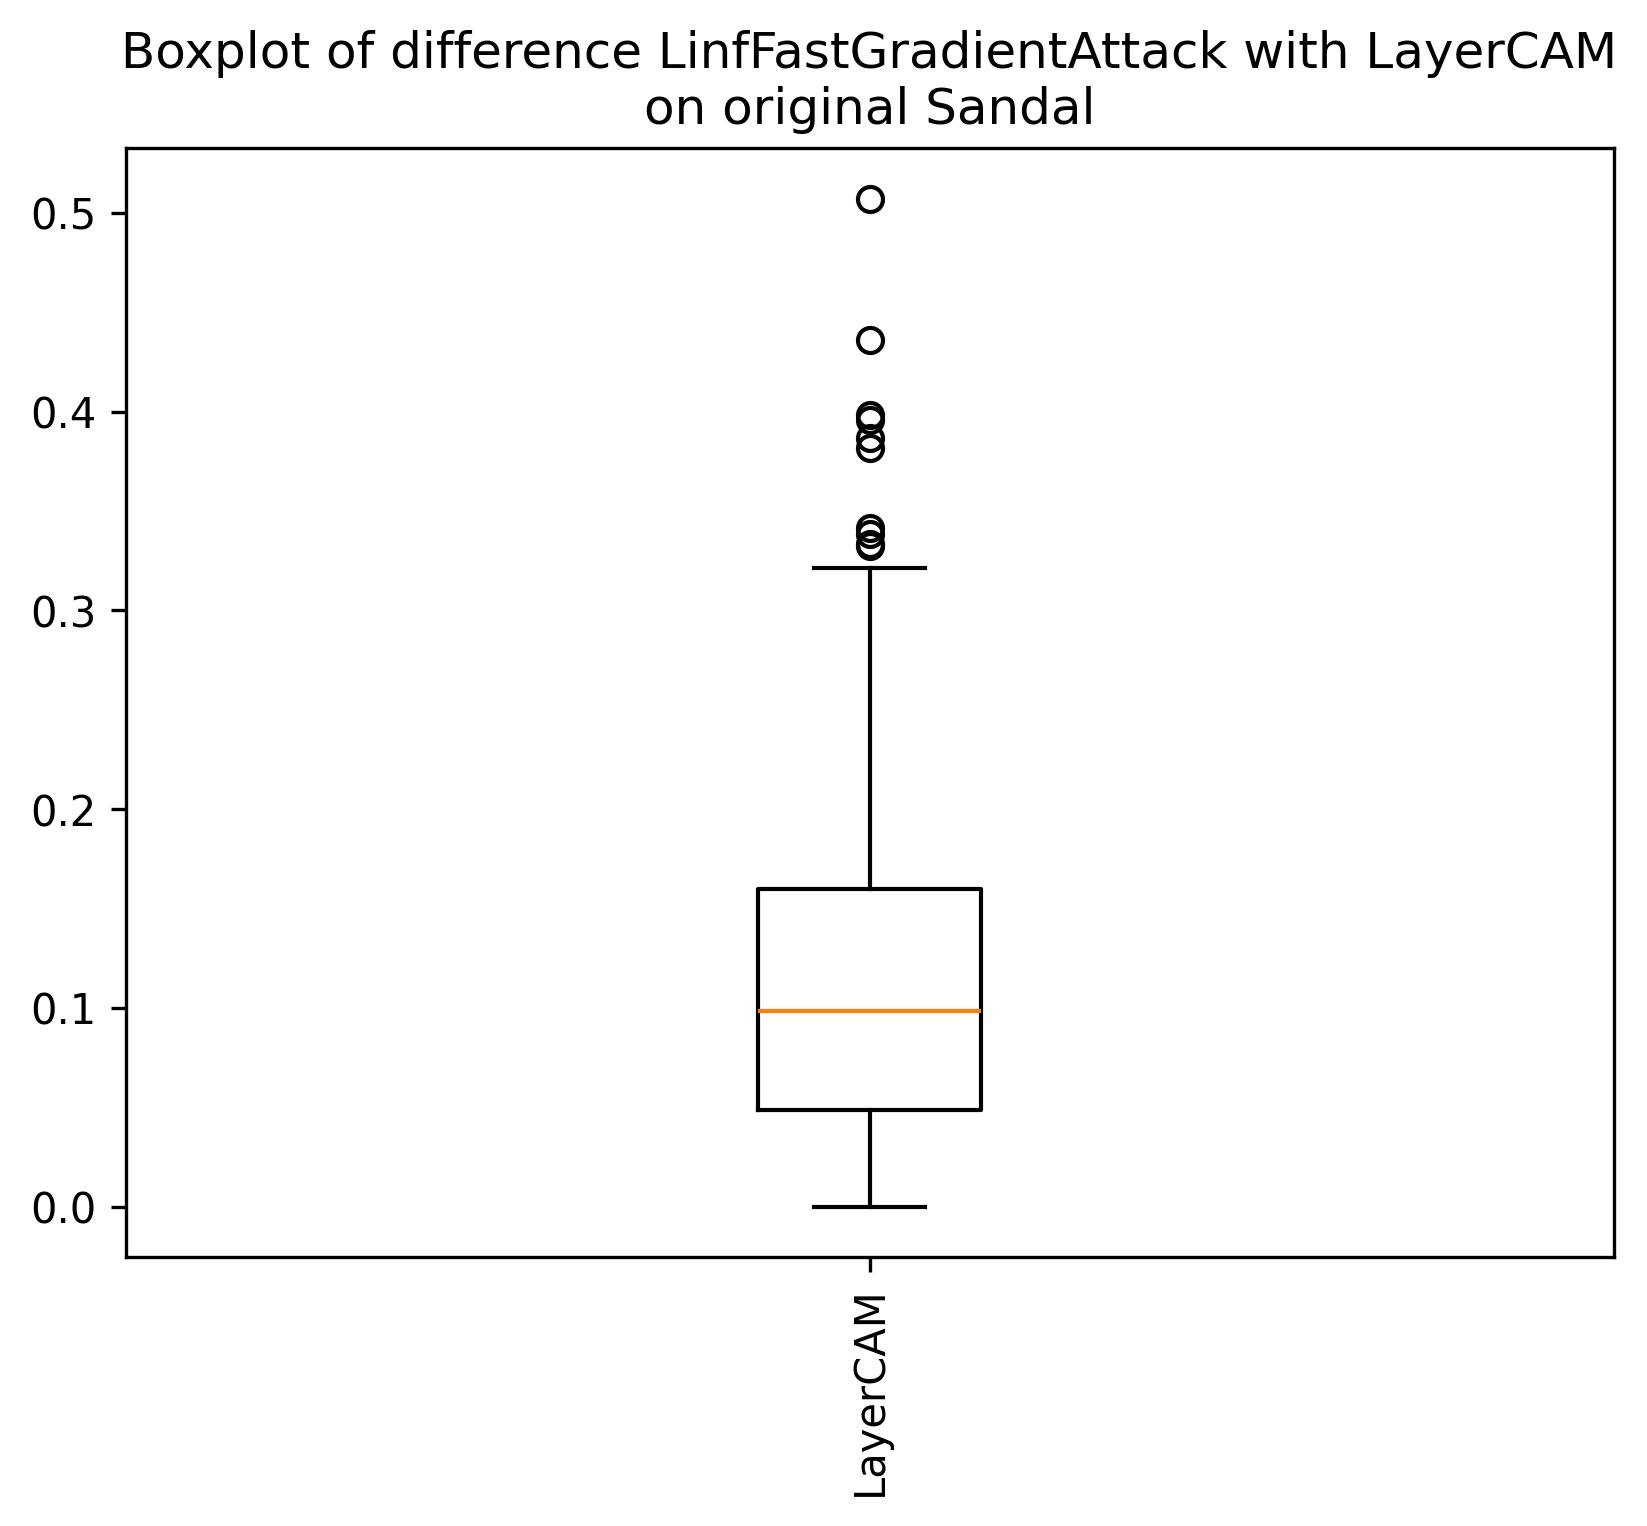 Boxplot of difference LinfFastGradientAttack with LayerCAM
on original Sandal
0.5
0.4
0.3
0.2
0.1
0.0
LayerCAM